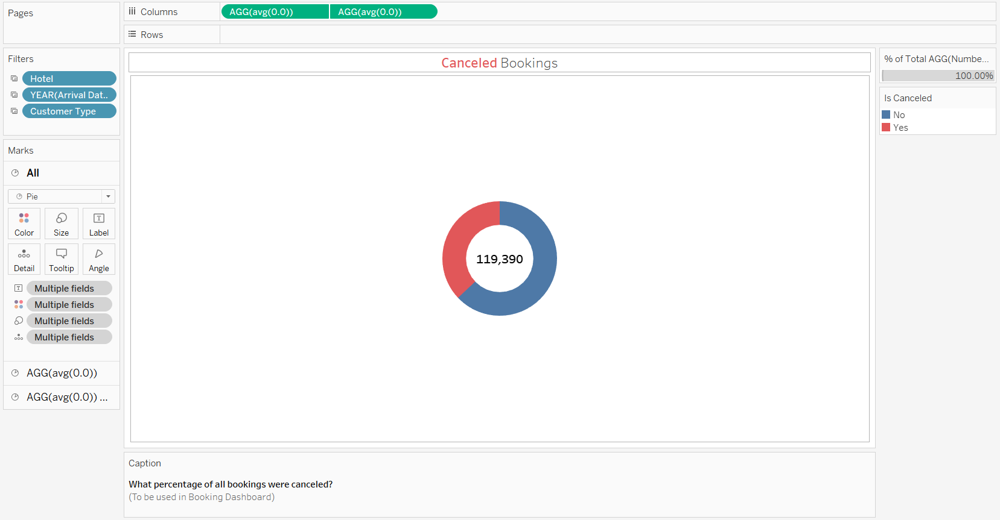 Pages
Columns
AGG(avg(0.0))
AGG(avg(0.0))
Rows
Filters
Hotel
YEAR(Arrival Dat..
Customer Type
Marks
All
Pie
Color
Size
T
Label
Detail
Tooltip
Angle
T
Multiple fields
Multiple fields
Multiple fields
Multiple fields
AGG(avg(0.0))
AGG(avg(0.0)) ...
Canceled Bookings
119,390
Caption
What percentage of all bookings were canceled?
(To be used in Booking Dashboard)
% of Total AGG(Numbe...
100.00%
Is Canceled
No
Yes